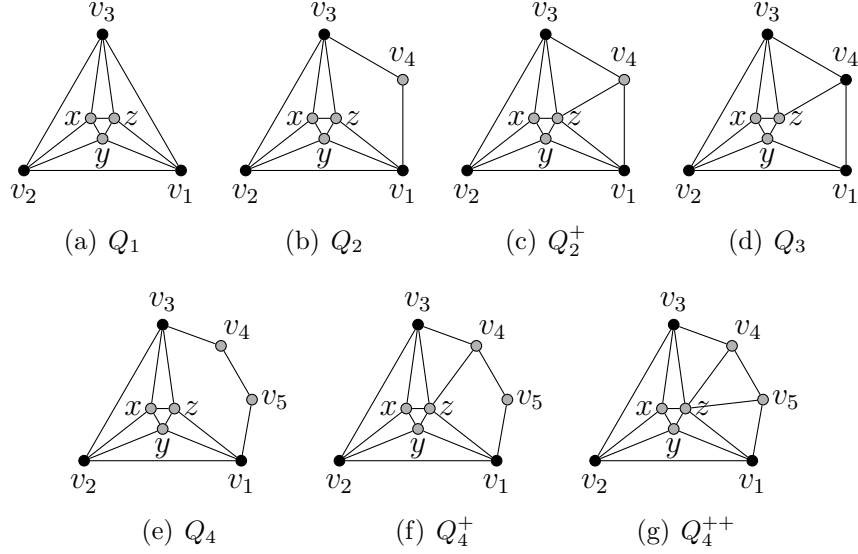 v₃ v₃ v₃ v₃
v₄ v₄ v₄
x z x z x z x z
y y y y
v₂ v₁ v₂ v₁ v₂ v₁ v₂ v₁
(a) Q₁ (b) Q₂ (c) Q₂⁺ (d) Q₃
v₃ v₃ v₃
v₄ v₄ v₄
v₅ v₅ v₅
x z x z x z
y y y
v₂ v₁ v₂ v₁ v₂ v₁
(e) Q₄ (f) Q₄⁺ (g) Q₄⁺⁺